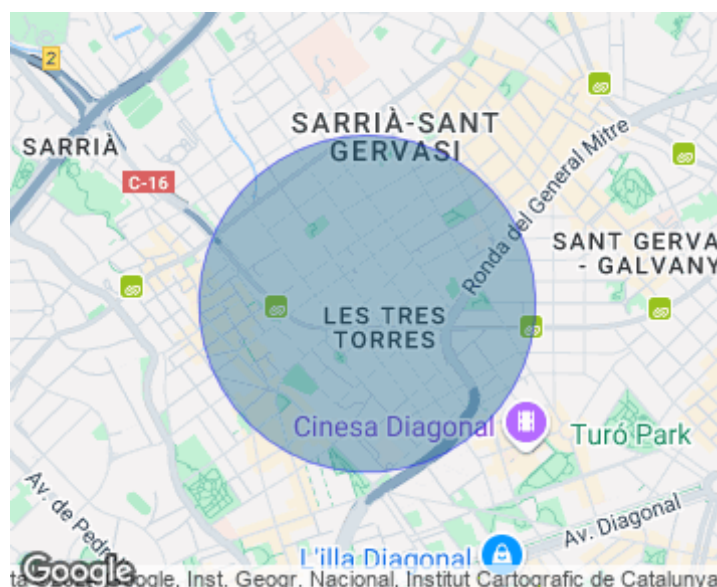 2
SARRIÀ-SANT
GERVASI
SARRIÀ
C-16
Ronda del General Mitre
SANT GERVA
- GALVANY
LES TRES
TORRES
Cinesa Diagonal
Turó Park
Av. de Pedr
Av. Diagonal
L'illa Diagonal
Google
ogle, Inst. Geogr. Nacional, Institut Cartografic de Catalunya